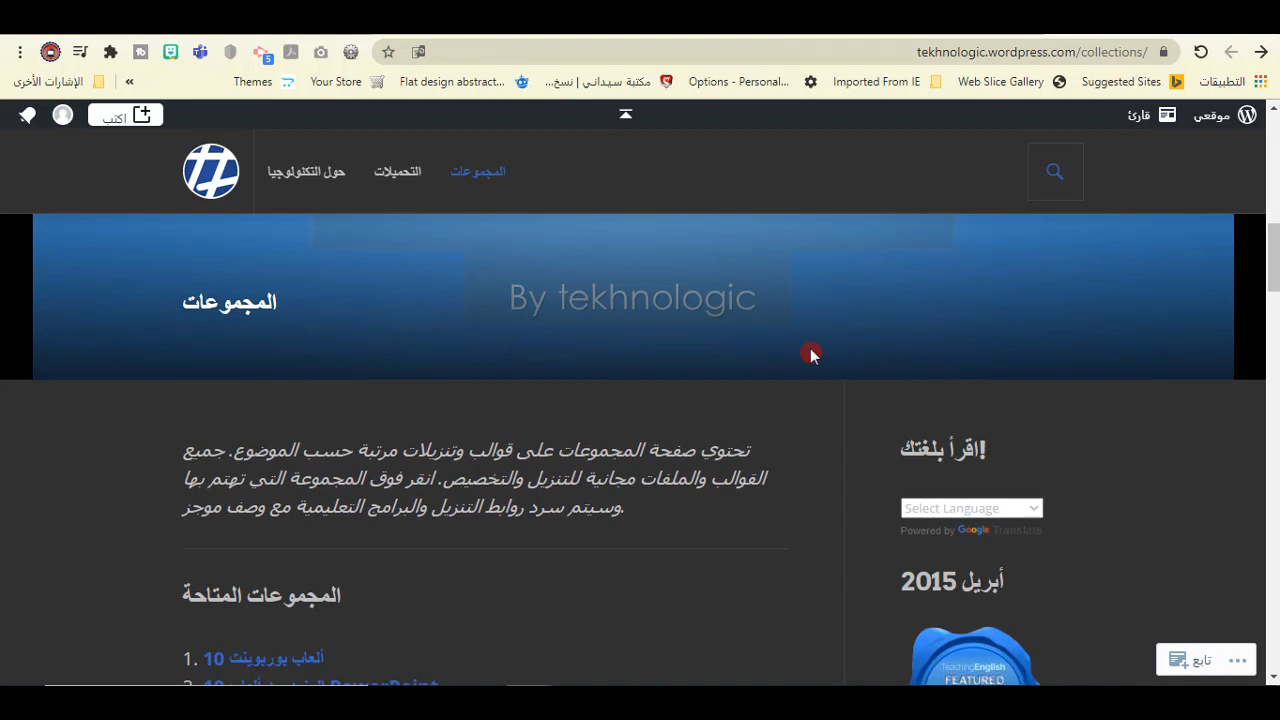 tekhnologic.wordpress.com/collections/
5
التطبيقات
Suggested Sites
Web Slice Gallery
Imported From IE
Options - Personal...
مكتبة سيداتي | نسخ...
Flat design abstract...
Your Store
Themes
»
الإشارات الأخرى
موقعي
قارئ
اكتب
حول التكنولوجيا
التحميلات
المجموعات
By tekhnologic
المجموعات
تحتوي صفحة المجموعات على قوالب وتنزيلات مرتبة حسب الموضوع. جميع
القوالب والملفات مجانية للتنزيل والتخصيص. انقر فوق المجموعة التي تهتم بها
وسيتم سرد روابط التنزيل والبرامج التعليمية مع وصف موجز.
المجموعات المتاحة
1. ألعاب بوربوينت 10
اقرأ بلغتك!
Select Language
Powered by Google Translate
أبريل 2015
TeachingEnglish
FEATURED
تابع